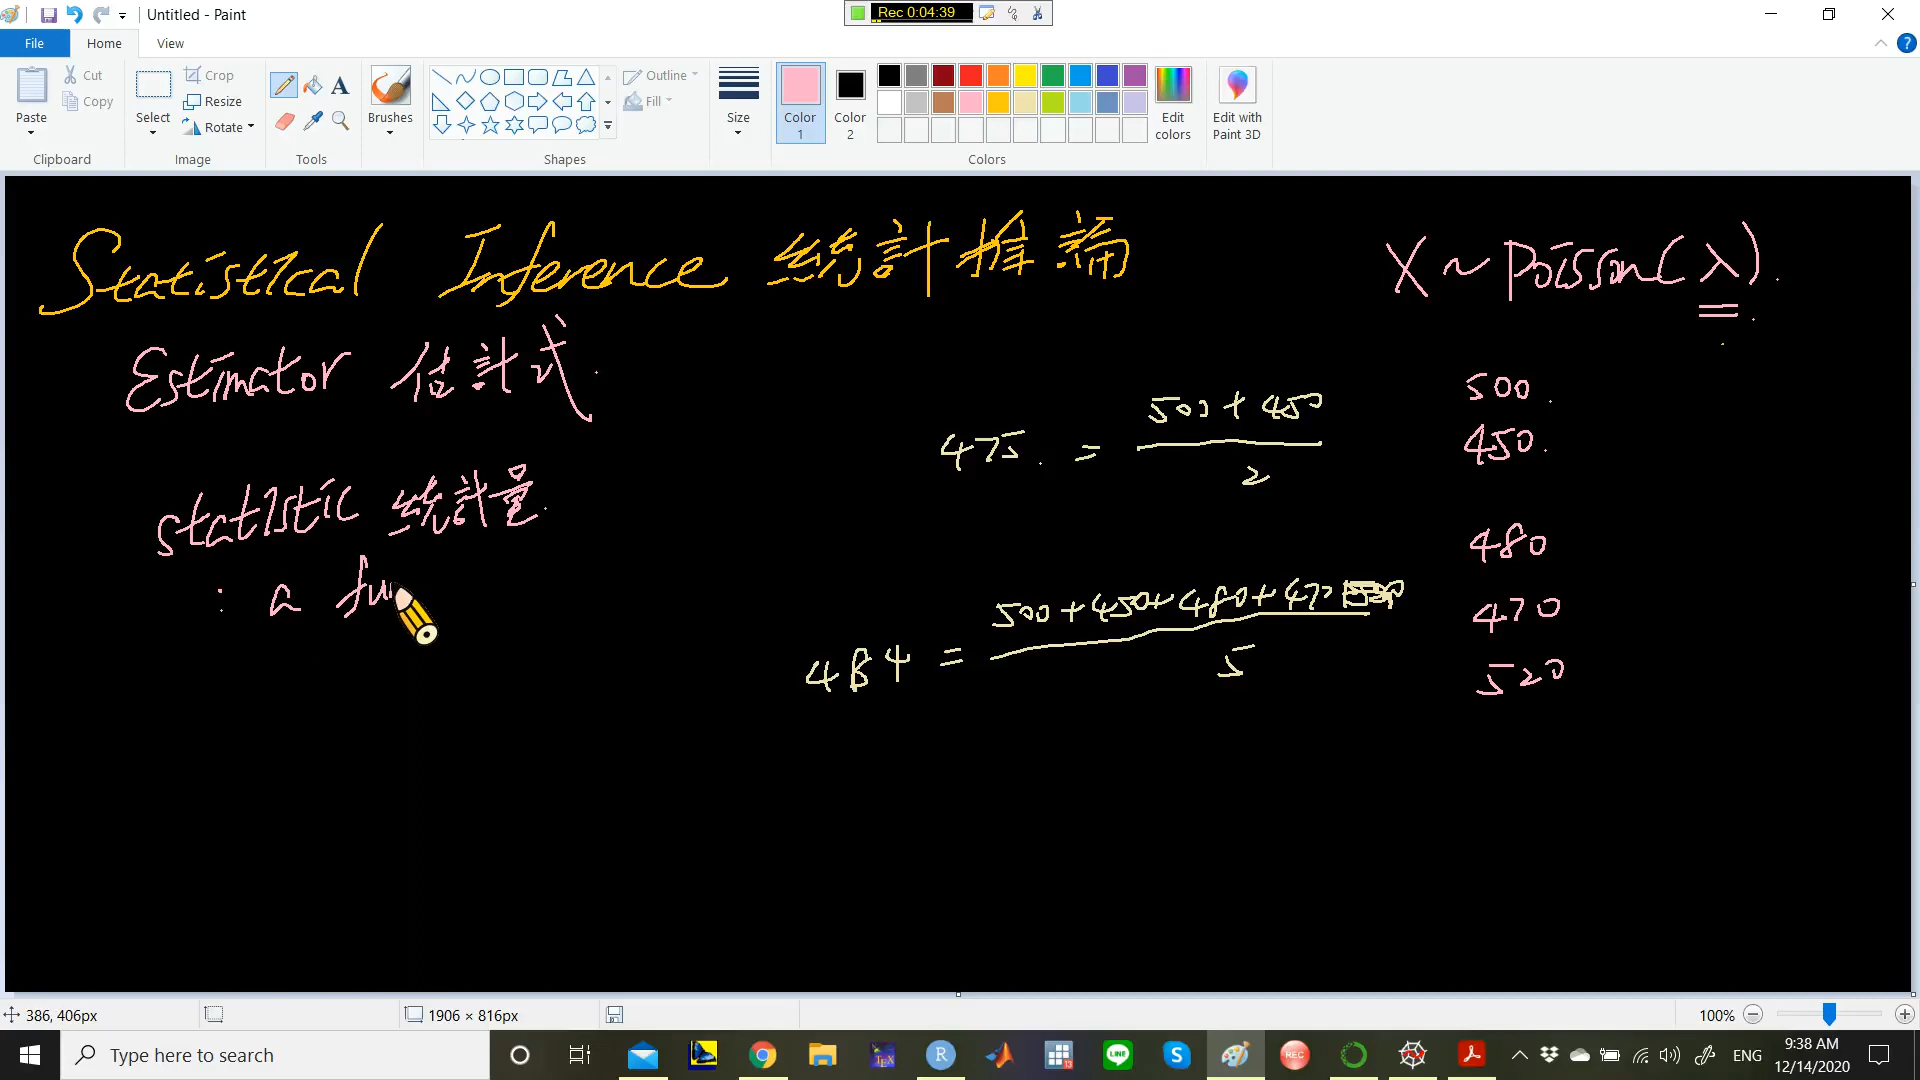 Untitled - Paint
Rec 0:04:39
File Home View
Paste
Cut
Copy
Clipboard
Select
Crop
Resize
Rotate
Image
Tools
Brushes
Shapes
Outline
Fill
Size
Color 1
Color 2
Colors
Edit colors
Edit with Paint 3D
Statistical Inference 統計推論
X ~ Poisson(λ).
Estimator 估計式.
500.
475. = 500 + 450 / 2
450.
statistic 統計量.
480
: a fu
470
484 = 500 + 450 + 480 + 470 / 5
520
386, 406px
1906 × 816px
100%
Type here to search
ENG
9:38 AM
12/14/2020